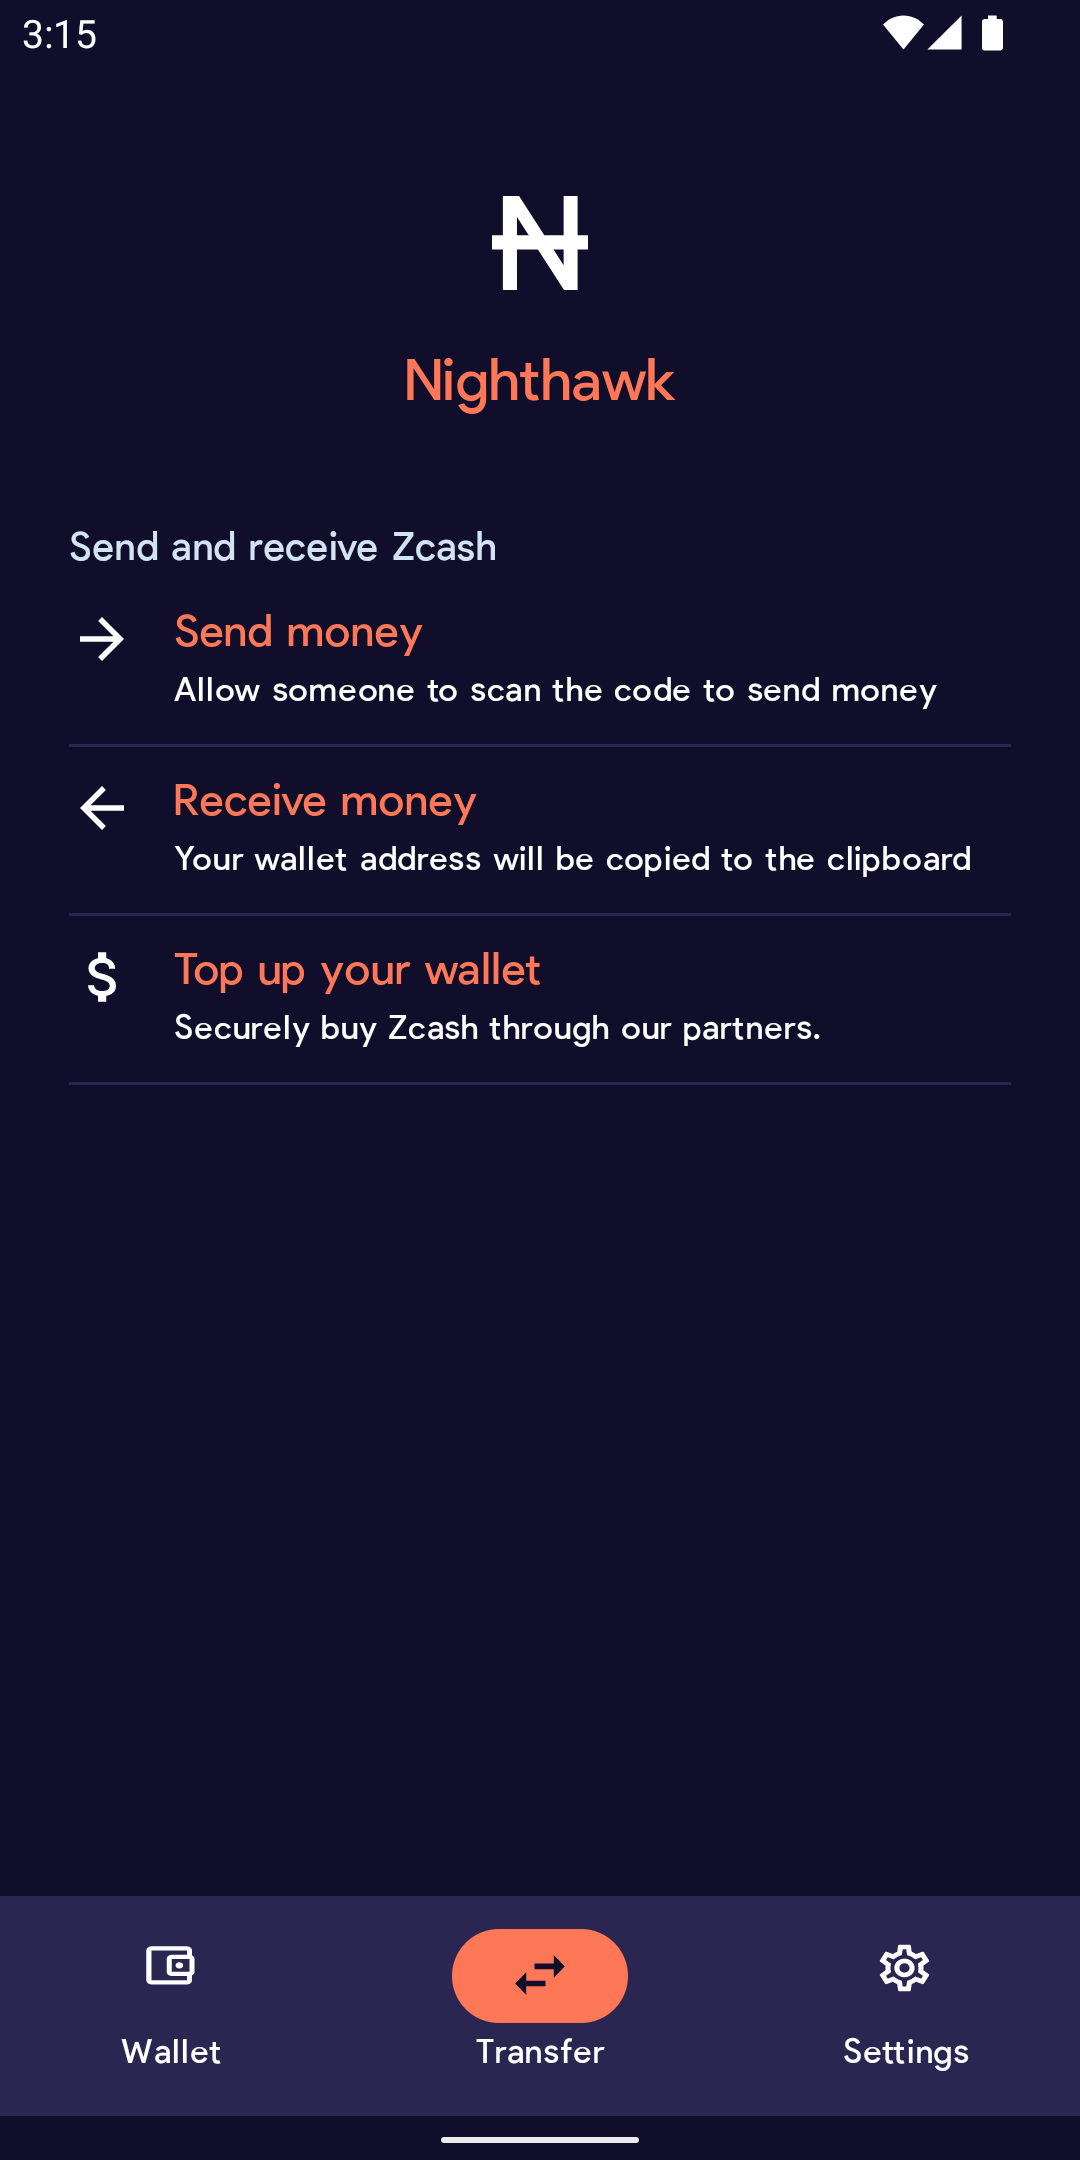 3:15
Nighthawk
Send and receive Zcash
Send money
Allow someone to scan the code to send money
Receive money
Your wallet address will be copied to the clipboard
Top up your wallet
Securely buy Zcash through our partners.
Wallet
Transfer
Settings